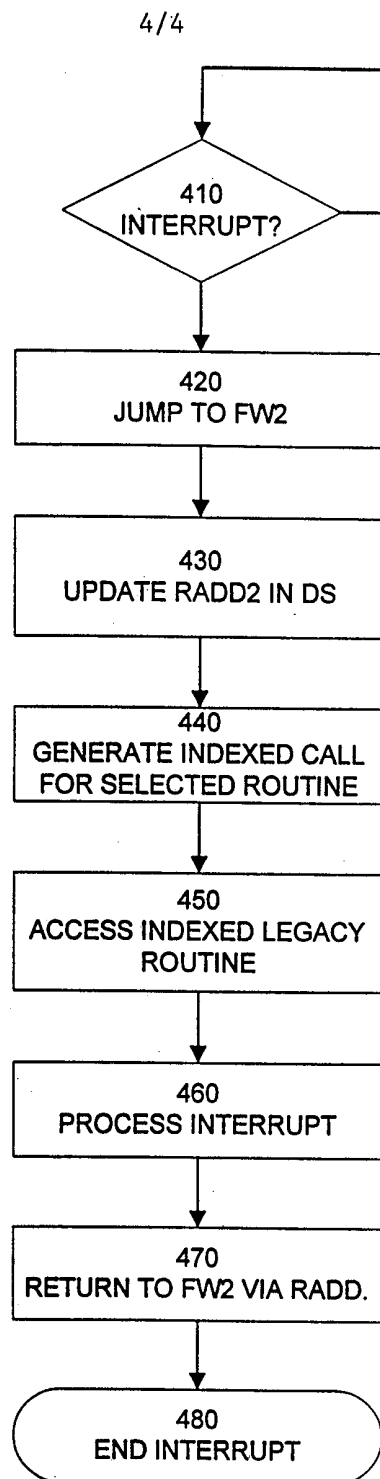 4/4
410
INTERRUPT?
420
JUMP TO FW2
430
UPDATE RADD2 IN DS
440
GENERATE INDEXED CALL
FOR SELECTED ROUTINE
450
ACCESS INDEXED LEGACY
ROUTINE
460
PROCESS INTERRUPT
470
RETURN TO FW2 VIA RADD.
480
END INTERRUPT